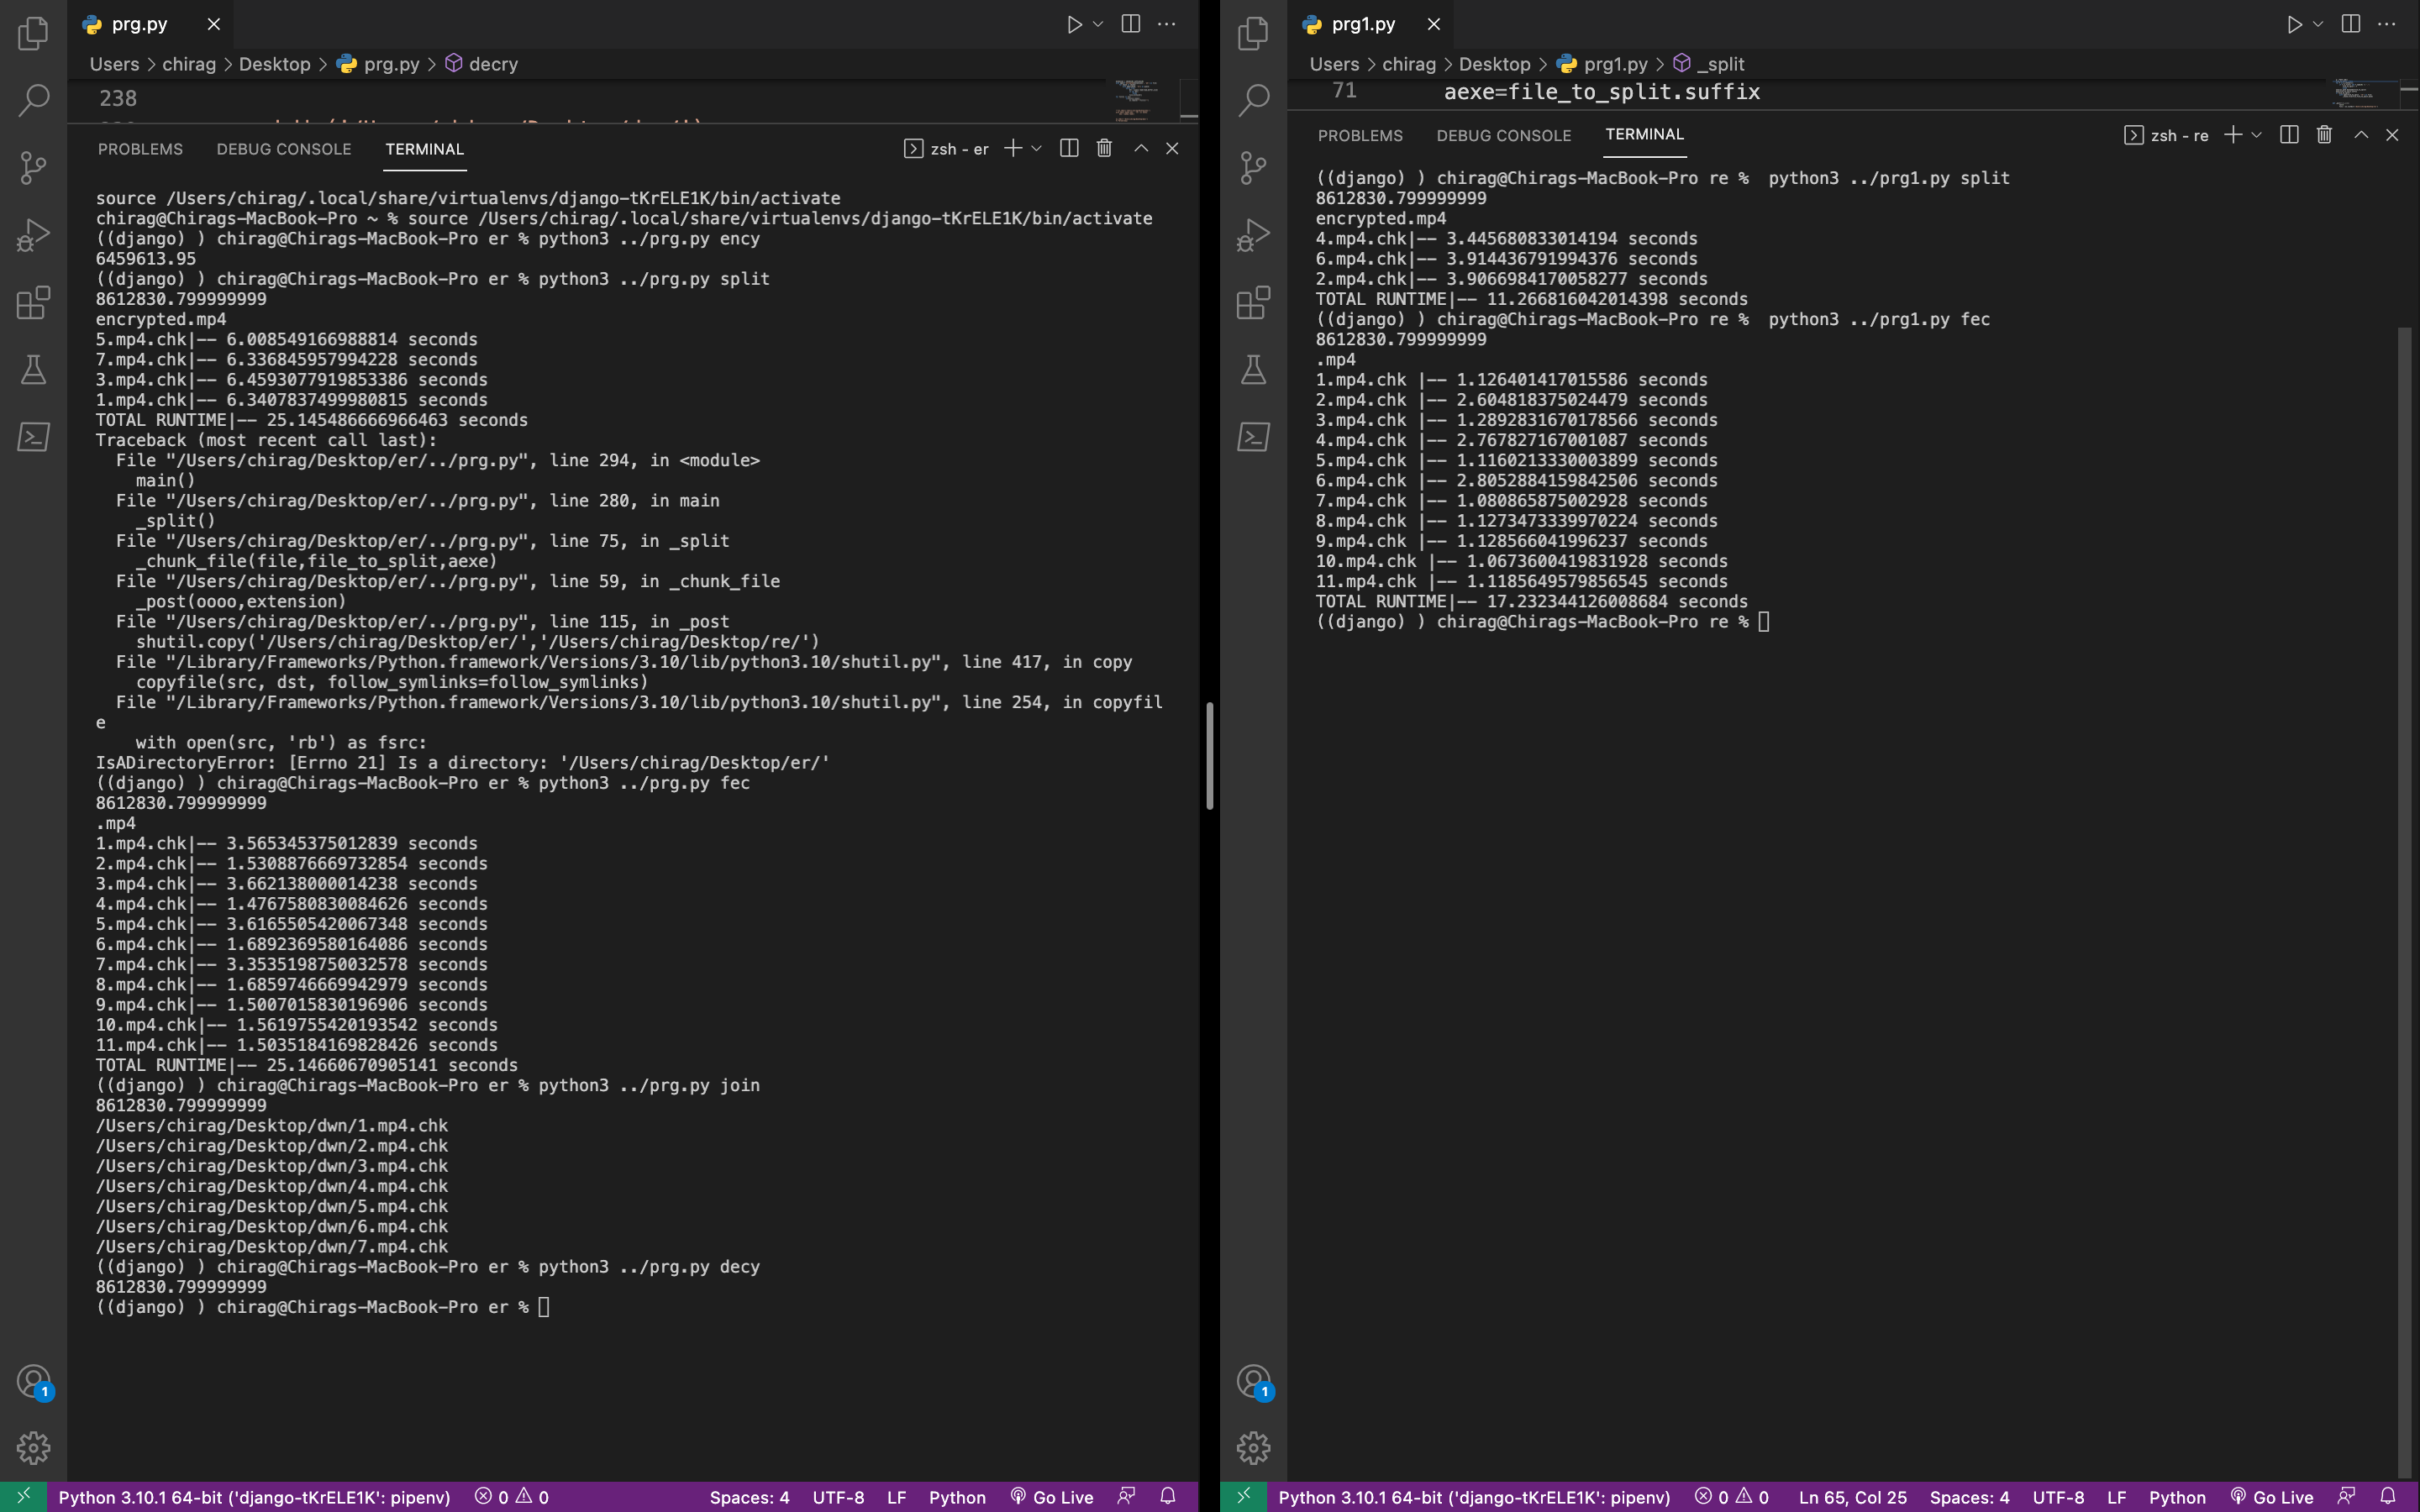 prg.py
Users > chirag > Desktop > prg.py > decry
238
PROBLEMS DEBUG CONSOLE TERMINAL
zsh - er
source /Users/chirag/.local/share/virtualenvs/django-tKrELE1K/bin/activate
chirag@Chirags-MacBook-Pro ~ % source /Users/chirag/.local/share/virtualenvs/django-tKrELE1K/bin/activate
((django) ) chirag@Chirags-MacBook-Pro er % python3 ../prg.py ency
6459613.95
((django) ) chirag@Chirags-MacBook-Pro er % python3 ../prg.py split
8612830.799999999
encrypted.mp4
5.mp4.chk|-- 6.008549166988814 seconds
7.mp4.chk|-- 6.336845957994228 seconds
3.mp4.chk|-- 6.4593077919853386 seconds
1.mp4.chk|-- 6.3407837499980815 seconds
TOTAL RUNTIME|-- 25.145486666966463 seconds
Traceback (most recent call last):
File "/Users/chirag/Desktop/er/../prg.py", line 294, in <module>
main()
File "/Users/chirag/Desktop/er/../prg.py", line 280, in main
_split()
File "/Users/chirag/Desktop/er/../prg.py", line 75, in _split
_chunk_file(file,file_to_split,aexe)
File "/Users/chirag/Desktop/er/../prg.py", line 59, in _chunk_file
_post(oooo,extension)
File "/Users/chirag/Desktop/er/../prg.py", line 115, in _post
shutil.copy('/Users/chirag/Desktop/er/','/Users/chirag/Desktop/re/')
File "/Library/Frameworks/Python.framework/Versions/3.10/lib/python3.10/shutil.py", line 417, in copy
copyfile(src, dst, follow_symlinks=follow_symlinks)
File "/Library/Frameworks/Python.framework/Versions/3.10/lib/python3.10/shutil.py", line 254, in copyfil
e
with open(src, 'rb') as fsrc:
IsADirectoryError: [Errno 21] Is a directory: '/Users/chirag/Desktop/er/'
((django) ) chirag@Chirags-MacBook-Pro er % python3 ../prg.py fec
8612830.799999999
.mp4
1.mp4.chk|-- 3.565345375012839 seconds
2.mp4.chk|-- 1.5308876669732854 seconds
3.mp4.chk|-- 3.662138000014238 seconds
4.mp4.chk|-- 1.4767580830084626 seconds
5.mp4.chk|-- 3.6165505420067348 seconds
6.mp4.chk|-- 1.6892369580164086 seconds
7.mp4.chk|-- 3.3535198750032578 seconds
8.mp4.chk|-- 1.6859746669942979 seconds
9.mp4.chk|-- 1.5007015830196906 seconds
10.mp4.chk|-- 1.5619755420193542 seconds
11.mp4.chk|-- 1.5035184169828426 seconds
TOTAL RUNTIME|-- 25.14660670905141 seconds
((django) ) chirag@Chirags-MacBook-Pro er % python3 ../prg.py join
8612830.799999999
/Users/chirag/Desktop/dwn/1.mp4.chk
/Users/chirag/Desktop/dwn/2.mp4.chk
/Users/chirag/Desktop/dwn/3.mp4.chk
/Users/chirag/Desktop/dwn/4.mp4.chk
/Users/chirag/Desktop/dwn/5.mp4.chk
/Users/chirag/Desktop/dwn/6.mp4.chk
/Users/chirag/Desktop/dwn/7.mp4.chk
((django) ) chirag@Chirags-MacBook-Pro er % python3 ../prg.py decy
8612830.799999999
((django) ) chirag@Chirags-MacBook-Pro er %
1
Python 3.10.1 64-bit ('django-tKrELE1K': pipenv) 0 0 Spaces: 4 UTF-8 LF Python Go Live
prg1.py
Users > chirag > Desktop > prg1.py > _split
71 aexe=file_to_split.suffix
PROBLEMS DEBUG CONSOLE TERMINAL
zsh - re
((django) ) chirag@Chirags-MacBook-Pro re % python3 ../prg1.py split
8612830.799999999
encrypted.mp4
4.mp4.chk|-- 3.445680833014194 seconds
6.mp4.chk|-- 3.914436791994376 seconds
2.mp4.chk|-- 3.9066984170058277 seconds
TOTAL RUNTIME|-- 11.266816042014398 seconds
((django) ) chirag@Chirags-MacBook-Pro re % python3 ../prg1.py fec
8612830.799999999
.mp4
1.mp4.chk |-- 1.126401417015586 seconds
2.mp4.chk |-- 2.604818375024479 seconds
3.mp4.chk |-- 1.2892831670178566 seconds
4.mp4.chk |-- 2.767827167001087 seconds
5.mp4.chk |-- 1.1160213330003899 seconds
6.mp4.chk |-- 2.8052884159842506 seconds
7.mp4.chk |-- 1.080865875002928 seconds
8.mp4.chk |-- 1.1273473339970224 seconds
9.mp4.chk |-- 1.128566041996237 seconds
10.mp4.chk |-- 1.0673600419831928 seconds
11.mp4.chk |-- 1.1185649579856545 seconds
TOTAL RUNTIME|-- 17.232344126008684 seconds
((django) ) chirag@Chirags-MacBook-Pro re %
1
Python 3.10.1 64-bit ('django-tKrELE1K': pipenv) 0 0 Ln 65, Col 25 Spaces: 4 UTF-8 LF Python Go Live